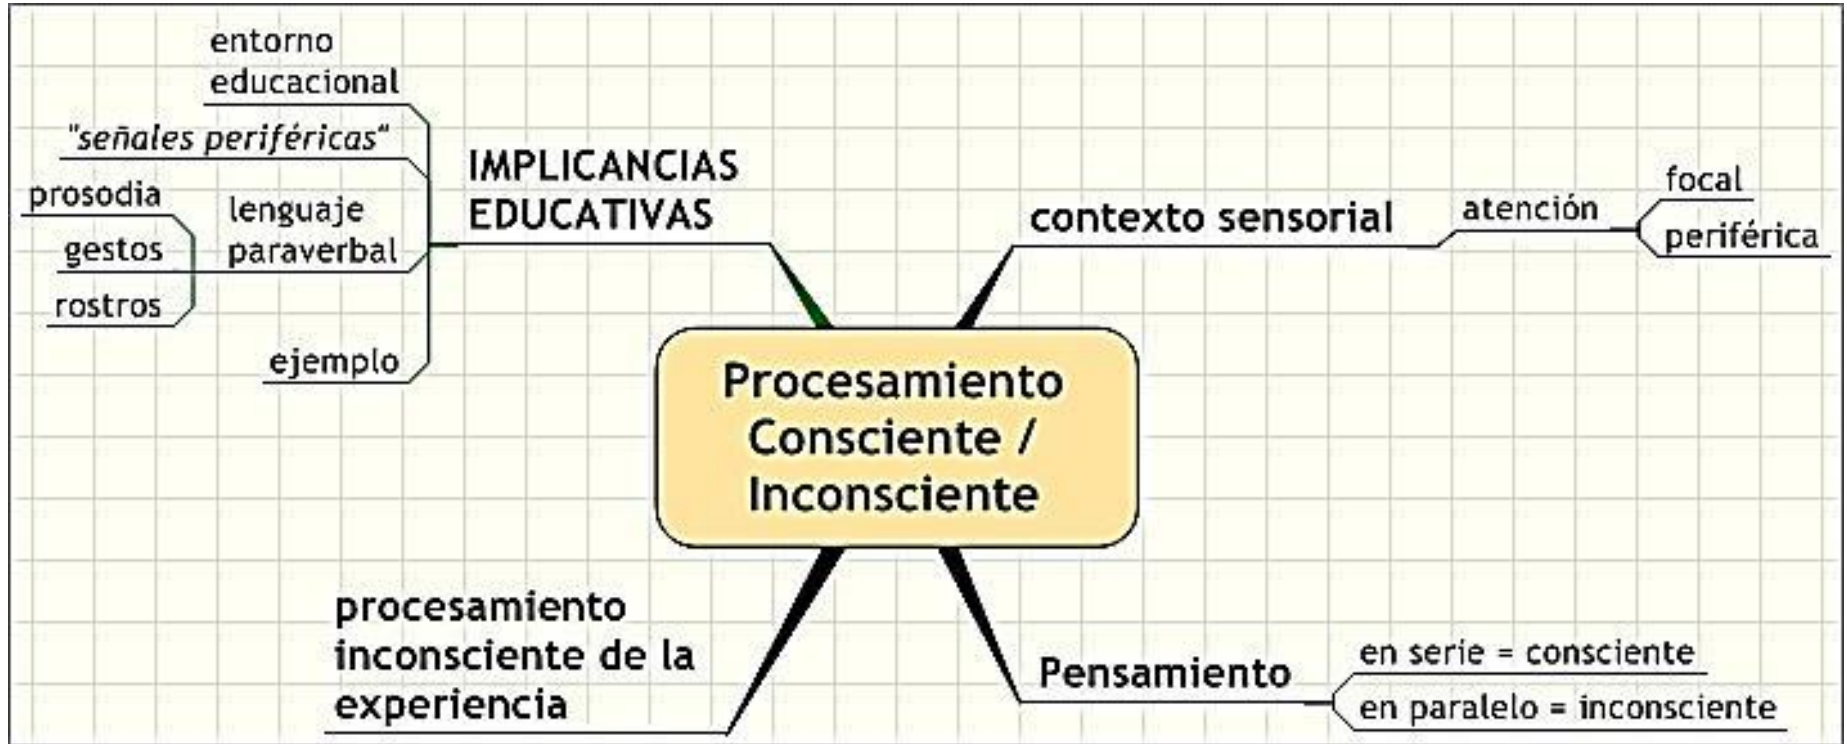 entorno
educacional
"señales periféricas"
prosodia
gestos
rostros
lenguaje
paraverbal
ejemplo
IMPLICANCIAS
EDUCATIVAS
contexto sensorial
atención
focal
periférica
Procesamiento
Consciente /
Inconsciente
procesamiento
inconsciente de la
experiencia
Pensamiento
en serie = consciente
en paralelo = inconsciente